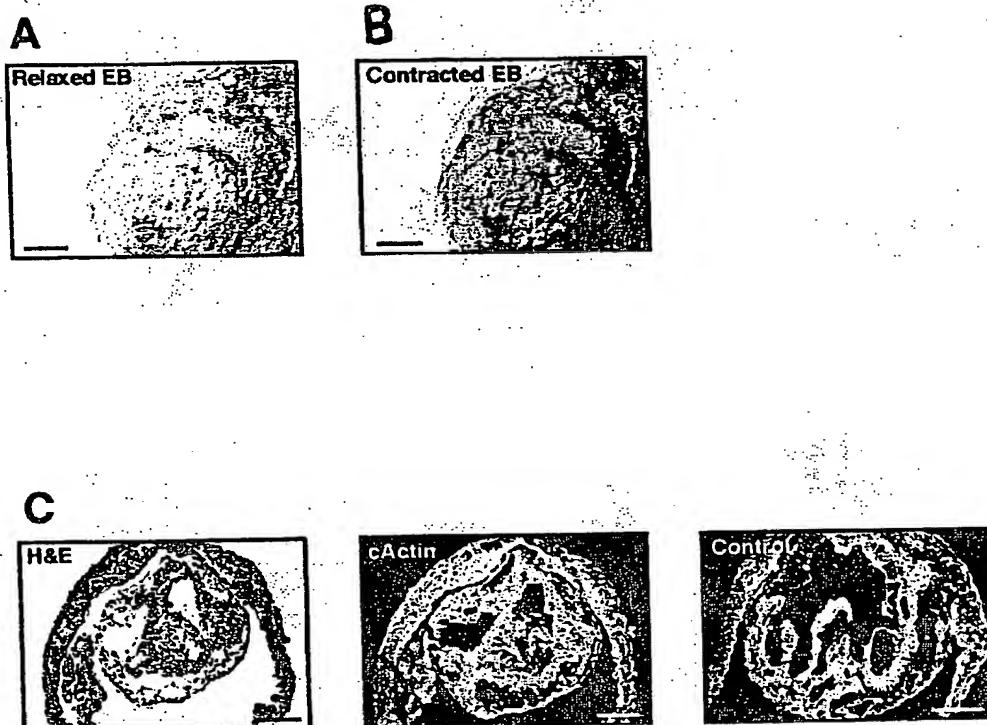 A
B
Relaxed EB
Contracted EB
C
H&E
cActin
Control